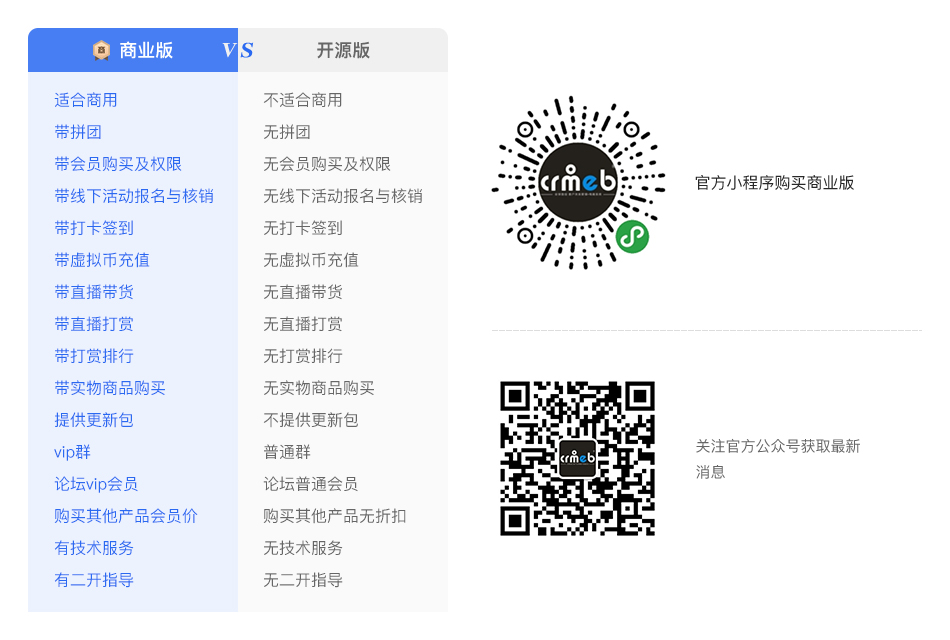 商业版 VS 开源版
适合商用 不适合商用
带拼团 无拼团
带会员购买及权限 无会员购买及权限
带线下活动报名与核销 无线下活动报名与核销
带打卡签到 无打卡签到
带虚拟币充值 无虚拟币充值
带直播带货 无直播带货
带直播打赏 无直播打赏
带打赏排行 无打赏排行
带实物商品购买 无实物商品购买
提供更新包 不提供更新包
vip群 普通群
论坛vip会员 论坛普通会员
购买其他产品会员价 购买其他产品无折扣
有技术服务 无技术服务
有二开指导 无二开指导
crmeb
官方小程序购买商业版
crmeb
关注官方公众号获取最新
消息